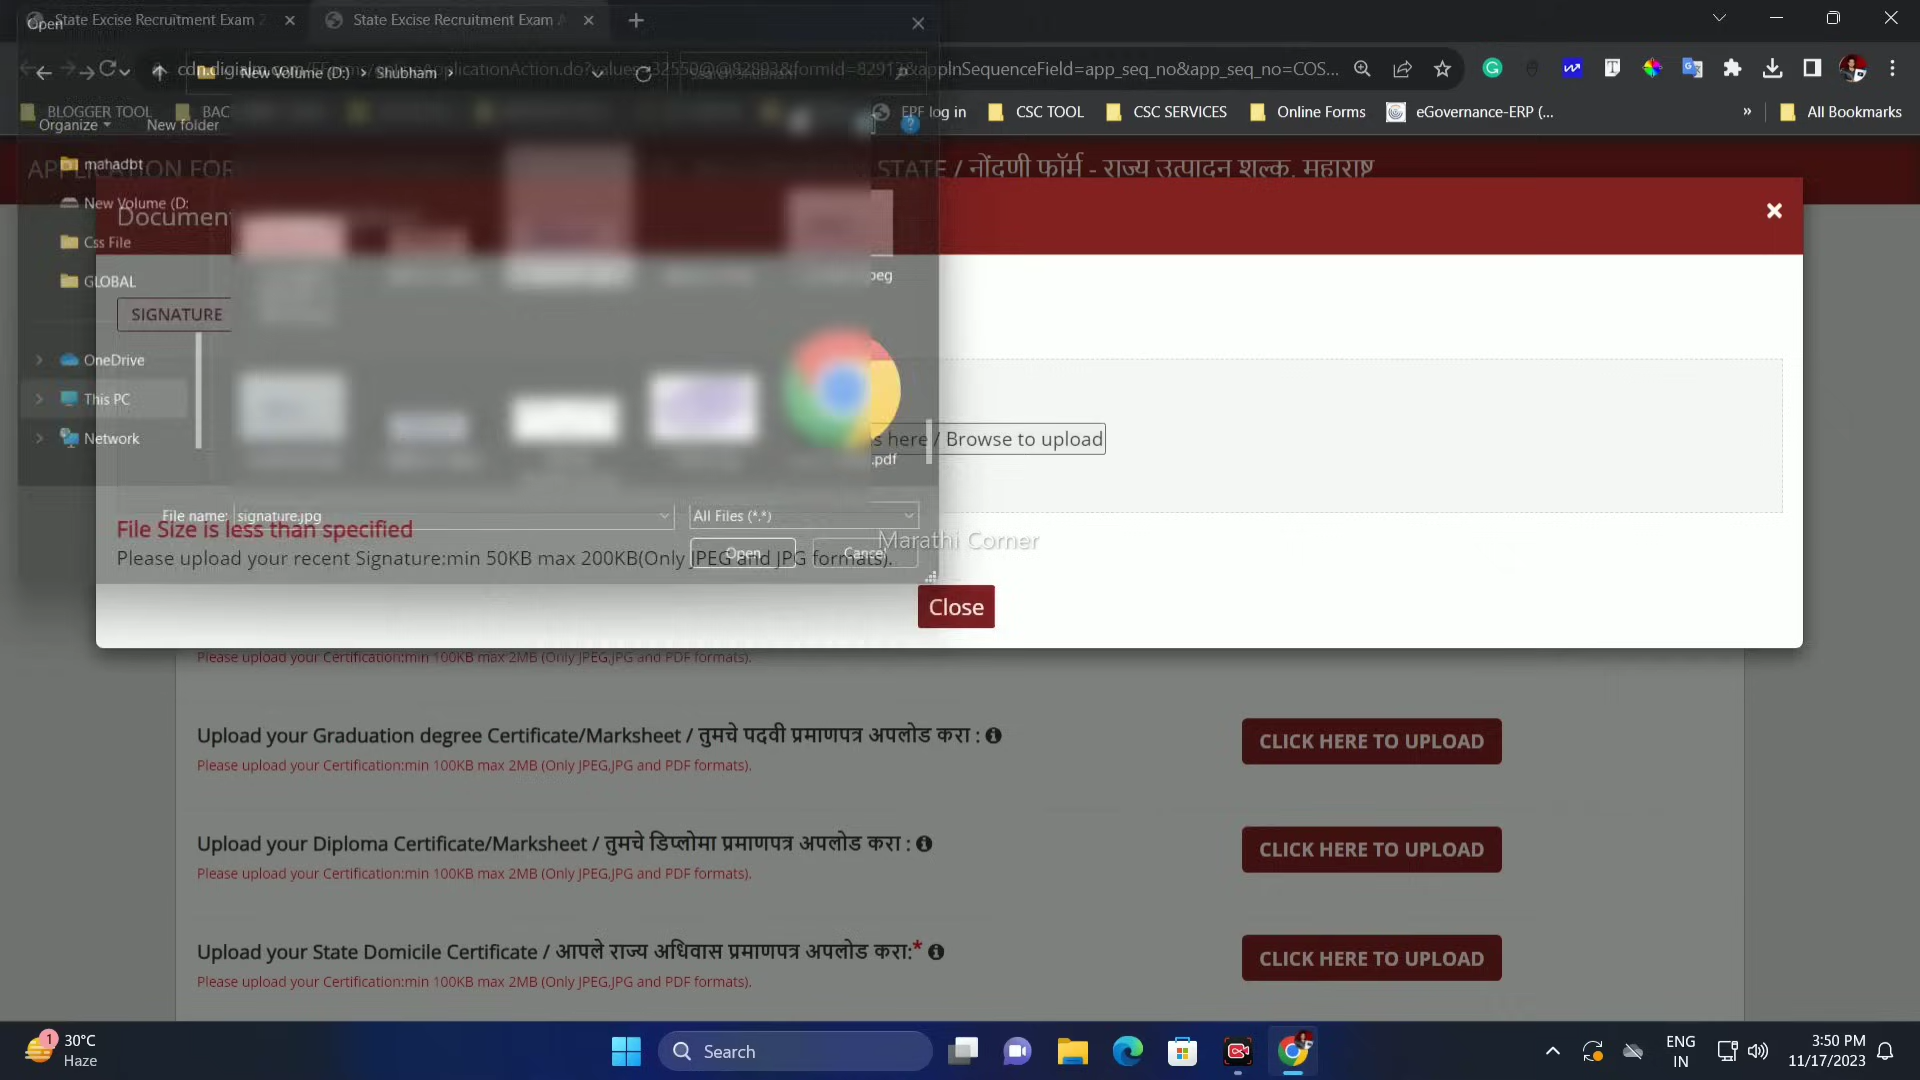 State Excise Recruitment Exam 2
State Excise Recruitment Exam
Open
New Volume (D:) › Shubham ›
BLOGGER TOOL
BAC
EPF log in
CSC TOOL
CSC SERVICES
Online Forms
eGovernance-ERP (...
»
All Bookmarks
Organize
New folder
APPLICATION FOR
STATE / नोंदणी फॉर्म - राज्य उत्पादन शुल्क, महाराष्ट्र
mahadbt
New Volume (D:
Document
Css File
GLOBAL
SIGNATURE
OneDrive
This PC
Network
peg
.pdf
s here / Browse to upload
File name: signature.jpg
All Files (*.*)
File Size is less than specified
Open
Cancel
Marathi Corner
Please upload your recent Signature:min 50KB max 200KB(Only JPEG and JPG formats).
Close
Please upload your Certification:min 100KB max 2MB (Only JPEG,JPG and PDF formats).
Upload your Graduation degree Certificate/Marksheet / तुमचे पदवी प्रमाणपत्र अपलोड करा :
CLICK HERE TO UPLOAD
Please upload your Certification:min 100KB max 2MB (Only JPEG,JPG and PDF formats).
Upload your Diploma Certificate/Marksheet / तुमचे डिप्लोमा प्रमाणपत्र अपलोड करा :
CLICK HERE TO UPLOAD
Please upload your Certification:min 100KB max 2MB (Only JPEG,JPG and PDF formats).
Upload your State Domicile Certificate / आपले राज्य अधिवास प्रमाणपत्र अपलोड करा:*
CLICK HERE TO UPLOAD
Please upload your Certification:min 100KB max 2MB (Only JPEG,JPG and PDF formats).
1
30°C
Haze
Search
ENG
IN
3:50 PM
11/17/2023